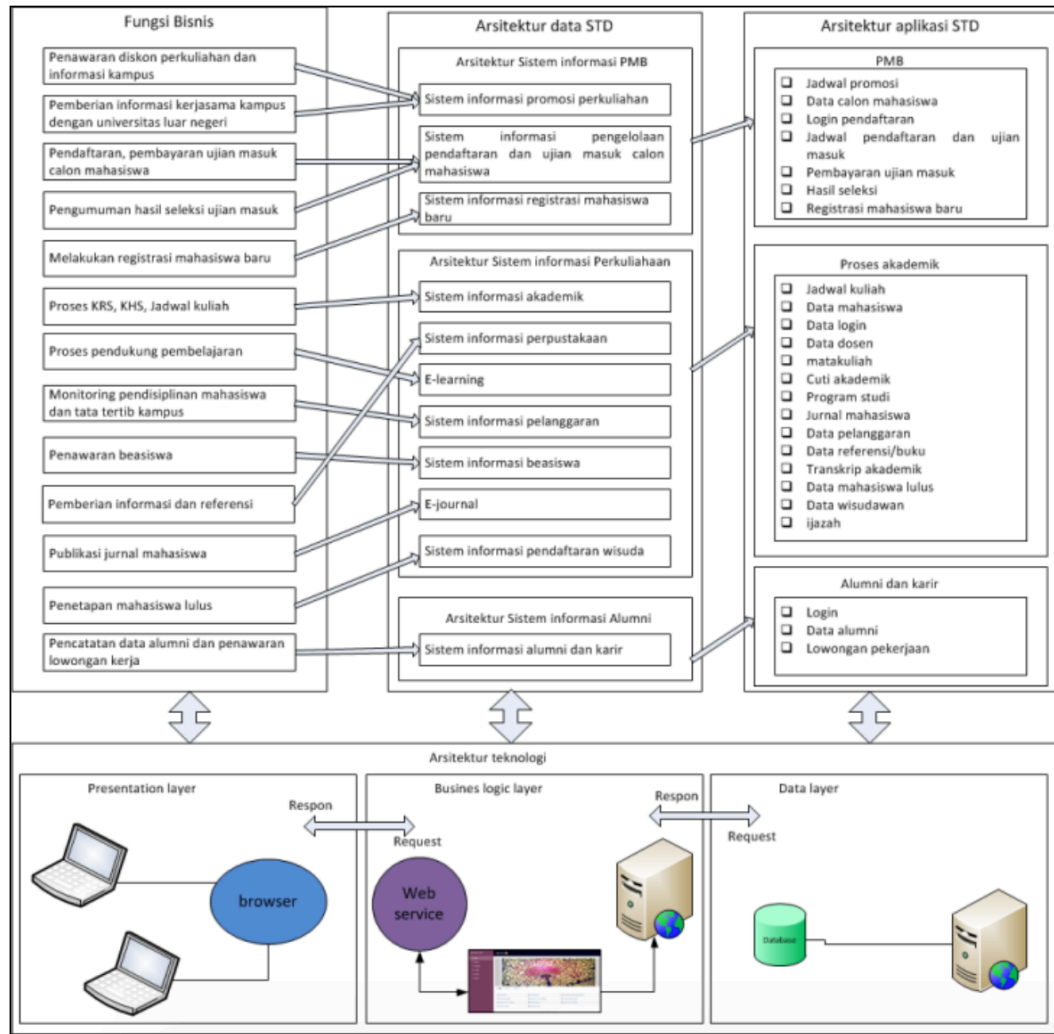 Fungsi Bisnis
Penawaran diskon perkuliahan dan
informasi kampus
Pemberian informasi kerjasama kampus
dengan universitas luar negeri
Pendaftaran, pembayaran ujian masuk
calon mahasiswa
Pengumuman hasil seleksi ujian masuk
Melakukan registrasi mahasiswa baru
Proses KRS, KHS, Jadwal kuliah
Proses pendukung pembelajaran
Monitoring pendisiplinan mahasiswa
dan tata tertib kampus
Penawaran beasiswa
Pemberian informasi dan referensi
Publikasi jurnal mahasiswa
Penetapan mahasiswa lulus
Pencatatan data alumni dan penawaran
lowongan kerja
Arsitektur data STD
Arsitektur Sistem informasi PMB
Sistem informasi promosi perkuliahan
Sistem informasi pengelolaan
pendaftaran dan ujian masuk calon
mahasiswa
Sistem informasi registrasi mahasiswa
baru
Arsitektur Sistem informasi Perkuliahaan
Sistem informasi akademik
Sistem informasi perpustakaan
E-learning
Sistem informasi pelanggaran
Sistem informasi beasiswa
E-journal
Sistem informasi pendaftaran wisuda
Arsitektur Sistem informasi Alumni
Sistem informasi alumni dan karir
Arsitektur aplikasi STD
PMB
Jadwal promosi
Data calon mahasiswa
Login pendaftaran
Jadwal pendaftaran dan ujian
masuk
Pembayaran ujian masuk
Hasil seleksi
Registrasi mahasiswa baru
Proses akademik
Jadwal kuliah
Data mahasiswa
Data login
Data dosen
matakuliah
Cuti akademik
Program studi
Jurnal mahasiswa
Data pelanggaran
Data referensi/buku
Transkrip akademik
Data mahasiswa lulus
Data wisudawan
ijazah
Alumni dan karir
Login
Data alumni
Lowongan pekerjaan
Arsitektur teknologi
Presentation layer
browser
Respon
Request
Busines logic layer
Web
service
Respon
Request
Data layer
Database